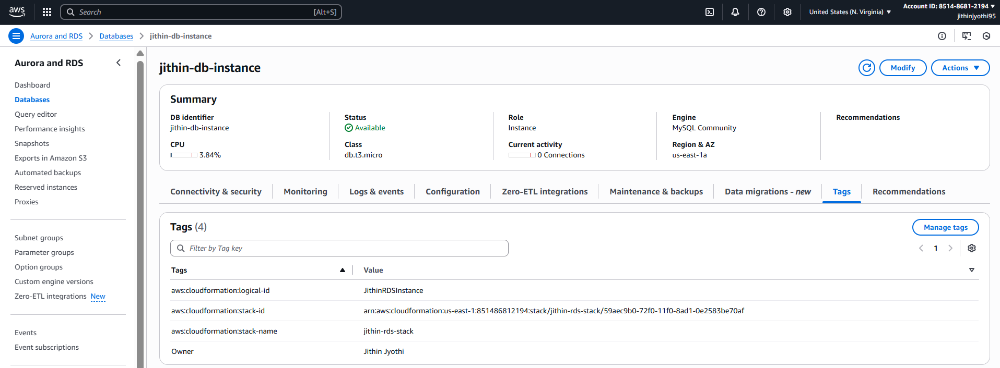 aws
Search [Alt+S]
United States (N. Virginia)
Account ID: 8514-8681-2194
jithinjyothi95
Aurora and RDS
Databases
jithin-db-instance
Aurora and RDS
Dashboard
Databases
Query editor
Performance insights
Snapshots
Exports in Amazon S3
Automated backups
Reserved instances
Proxies
Subnet groups
Parameter groups
Option groups
Custom engine versions
Zero-ETL integrations New
Events
Event subscriptions
jithin-db-instance
Modify
Actions
Summary
DB identifier
jithin-db-instance
CPU
3.84%
Status
Available
Class
db.t3.micro
Role
Instance
Current activity
0 Connections
Engine
MySQL Community
Region & AZ
us-east-1a
Recommendations
Connectivity & security
Monitoring
Logs & events
Configuration
Zero-ETL integrations
Maintenance & backups
Data migrations - new
Tags
Recommendations
Tags (4)
Manage tags
Filter by Tag key
1
Tags Value
aws:cloudformation:logical-id JithinRDSInstance
aws:cloudformation:stack-id arn:aws:cloudformation:us-east-1:851486812194:stack/jithin-rds-stack/59aec9b0-72f0-11f0-8ad1-0e2583be70af
aws:cloudformation:stack-name jithin-rds-stack
Owner Jithin Jyothi